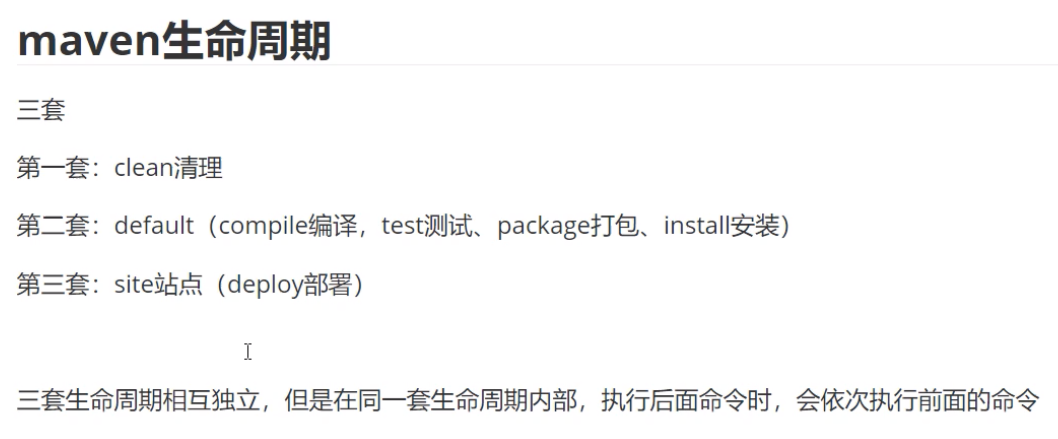 maven生命周期
三套
第一套：clean清理
第二套：default（compile编译，test测试、package打包、install安装）
第三套：site站点（deploy部署）
三套生命周期相互独立，但是在同一套生命周期内部，执行后面命令时，会依次执行前面的命令